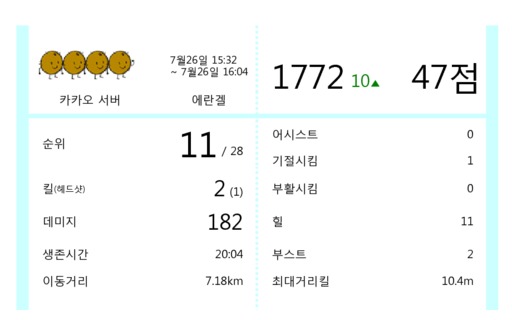 7월26일 15:32
~ 7월26일 16:04
카카오 서버
에란겔
1772 10▲ 47점
순위 11 / 28
킬(헤드샷) 2 (1)
데미지 182
생존시간 20:04
이동거리 7.18km
어시스트 0
기절시킴 1
부활시킴 0
힐 11
부스트 2
최대거리킬 10.4m